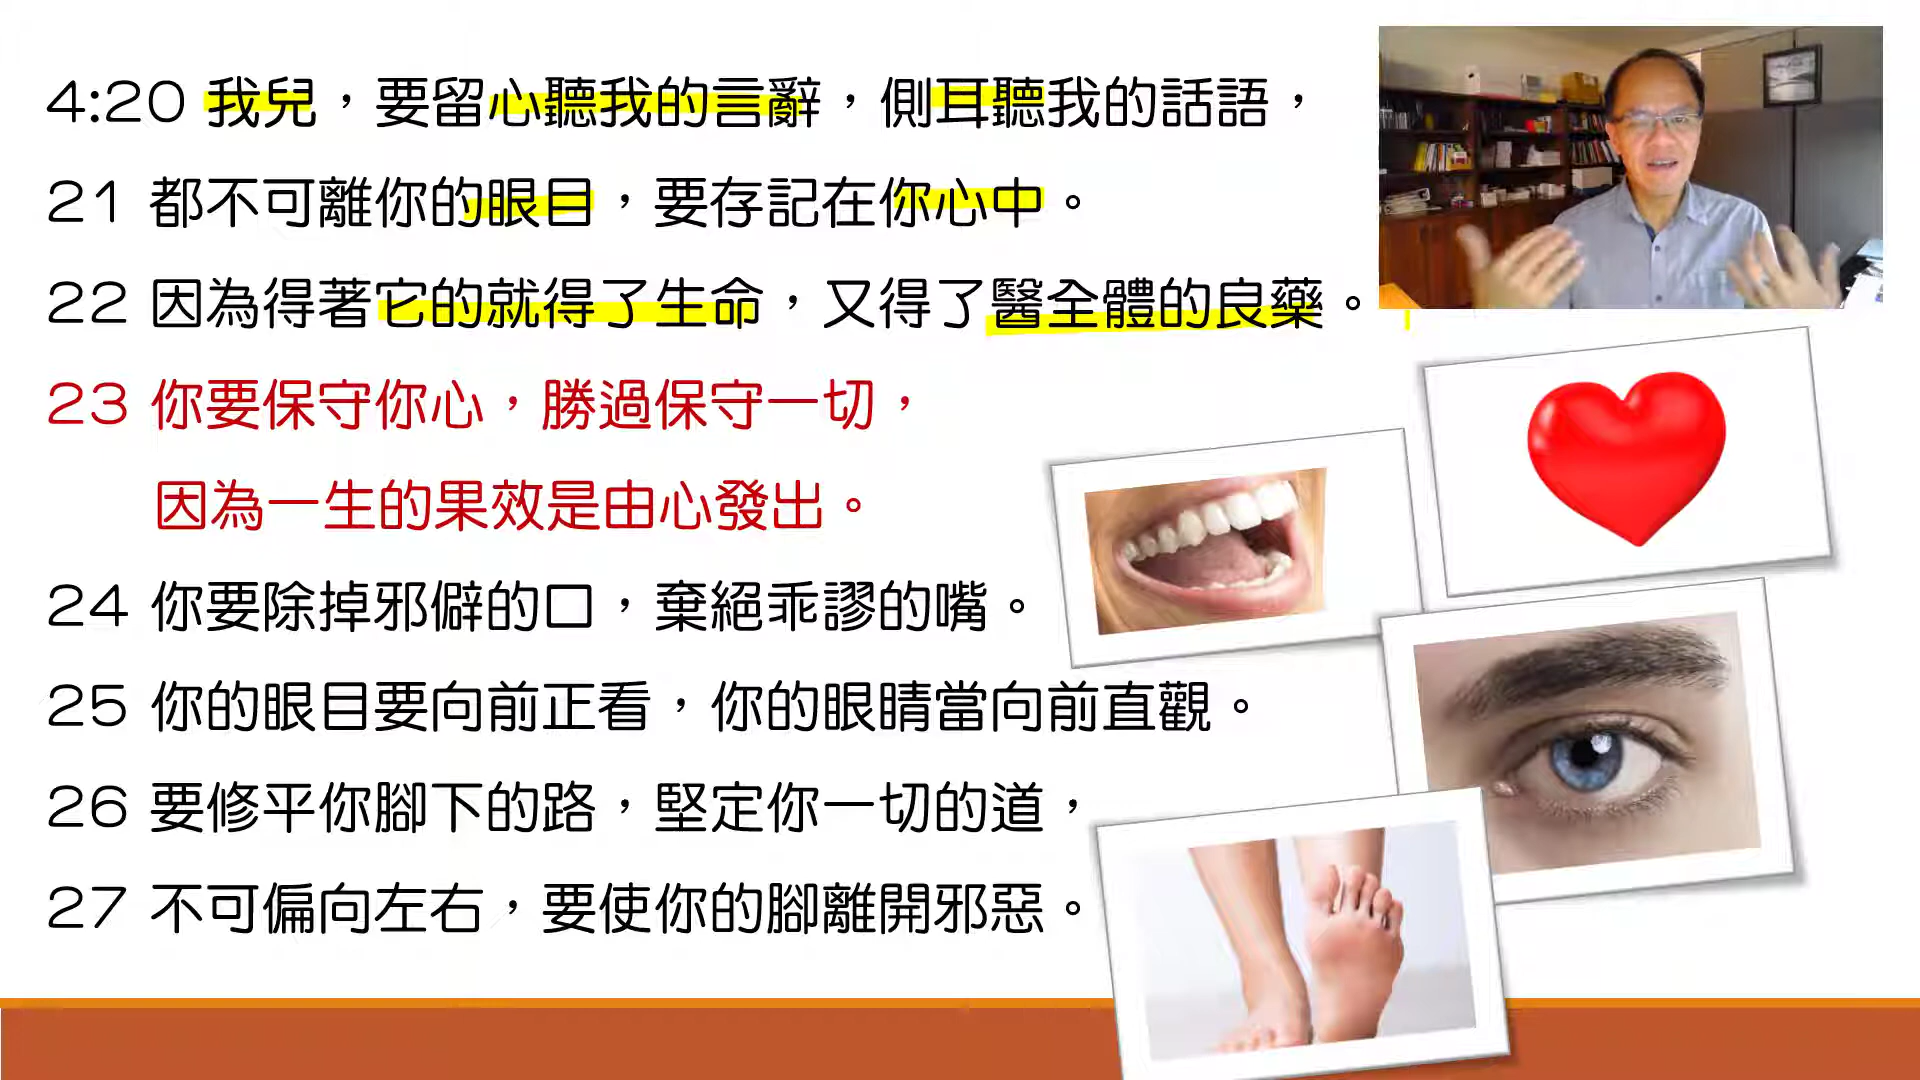 4:20 我兒，要留心聽我的言辭，側耳聽我的話語，
21 都不可離你的眼目，要存記在你心中。
22 因為得著它的就得了生命，又得了醫全體的良藥。
23 你要保守你心，勝過保守一切，
因為一生的果效是由心發出。
24 你要除掉邪僻的口，棄絕乖謬的嘴。
25 你的眼目要向前正看，你的眼睛當向前直觀。
26 要修平你腳下的路，堅定你一切的道，
27 不可偏向左右，要使你的腳離開邪惡。